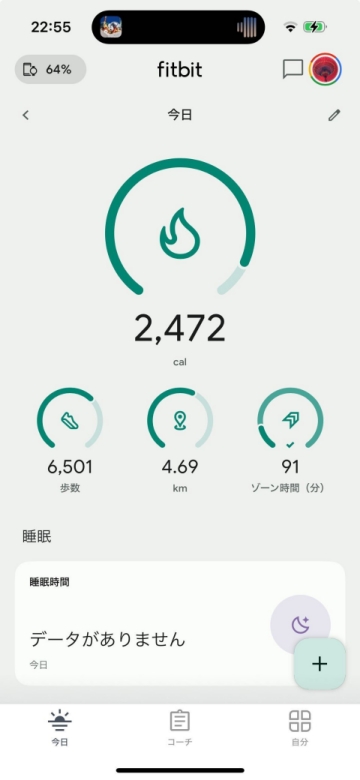 22:55
64%
fitbit
今日
2,472
cal
6,501
歩数
4.69
km
91
ゾーン時間（分）
睡眠
睡眠時間
データがありません
今日
今日
コーチ
自分